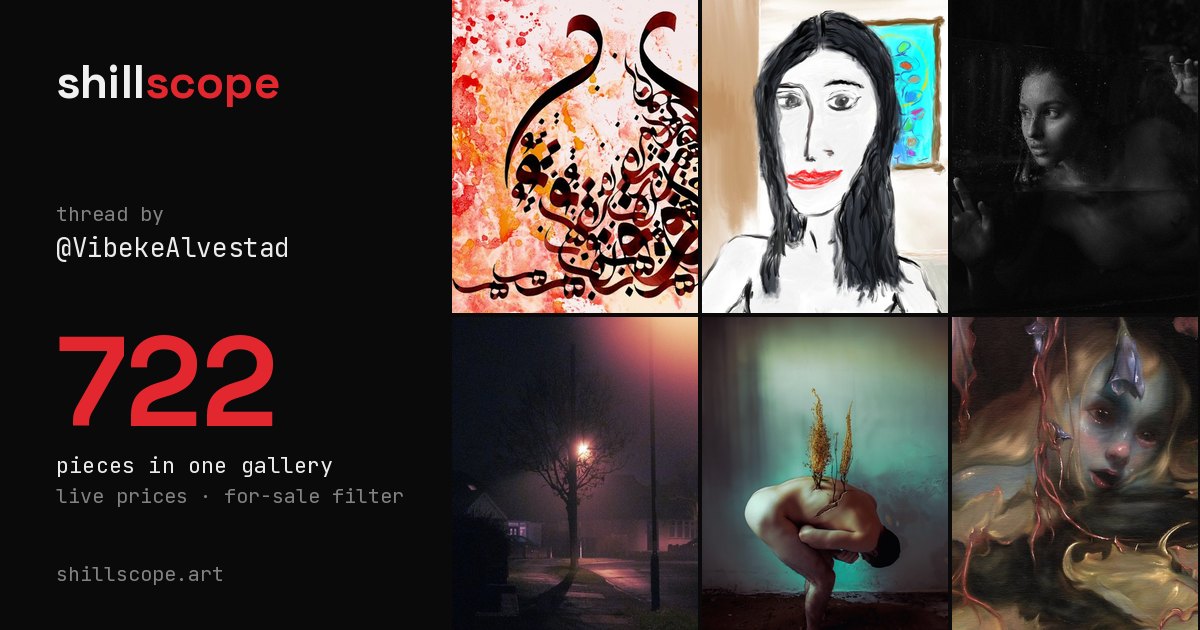 shillscope
thread by
@VibekeAlvestad
722
pieces in one gallery
live prices · for-sale filter
shillscope.art